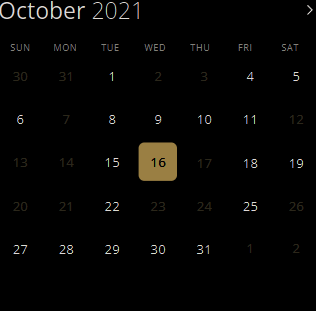 October 2021
SUN MON TUE WED THU FRI SAT
30 31 1 2 3 4 5
6 7 8 9 10 11 12
13 14 15 16 17 18 19
20 21 22 23 24 25 26
27 28 29 30 31 1 2